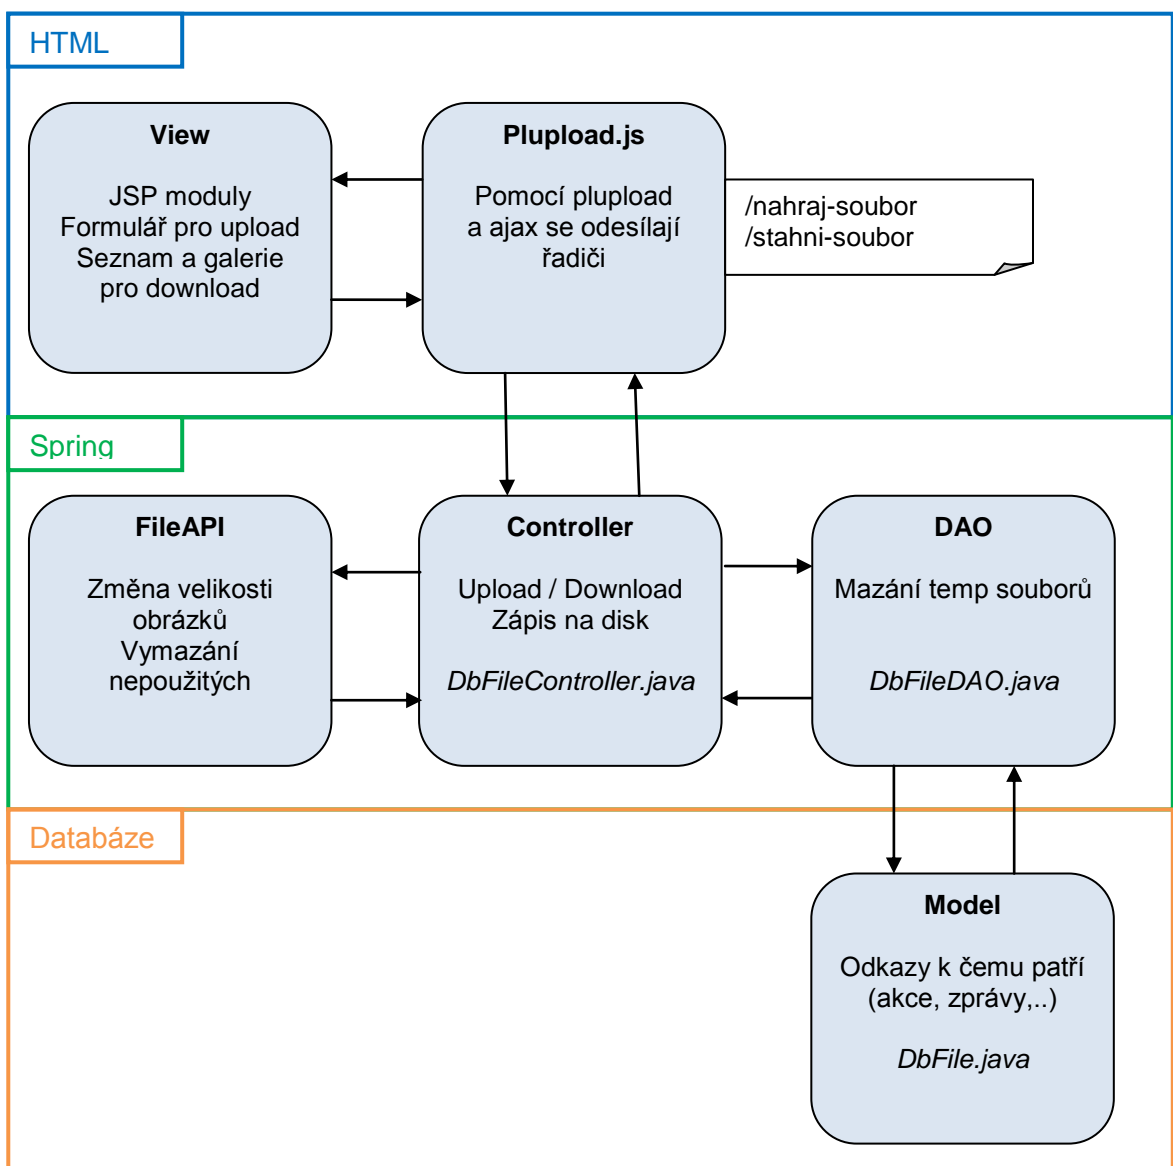 HTML
View
JSP moduly
Formulář pro upload
Seznam a galerie
pro download
Plupload.js
Pomocí plupload
a ajax se odesílají
řadiči
/nahraj-soubor
/stahni-soubor
Spring
FileAPI
Změna velikosti
obrázků
Vymazání
nepoužitých
Controller
Upload / Download
Zápis na disk
DbFileController.java
DAO
Mazání temp souborů
DbFileDAO.java
Databáze
Model
Odkazy k čemu patří
(akce, zprávy,..)
DbFile.java